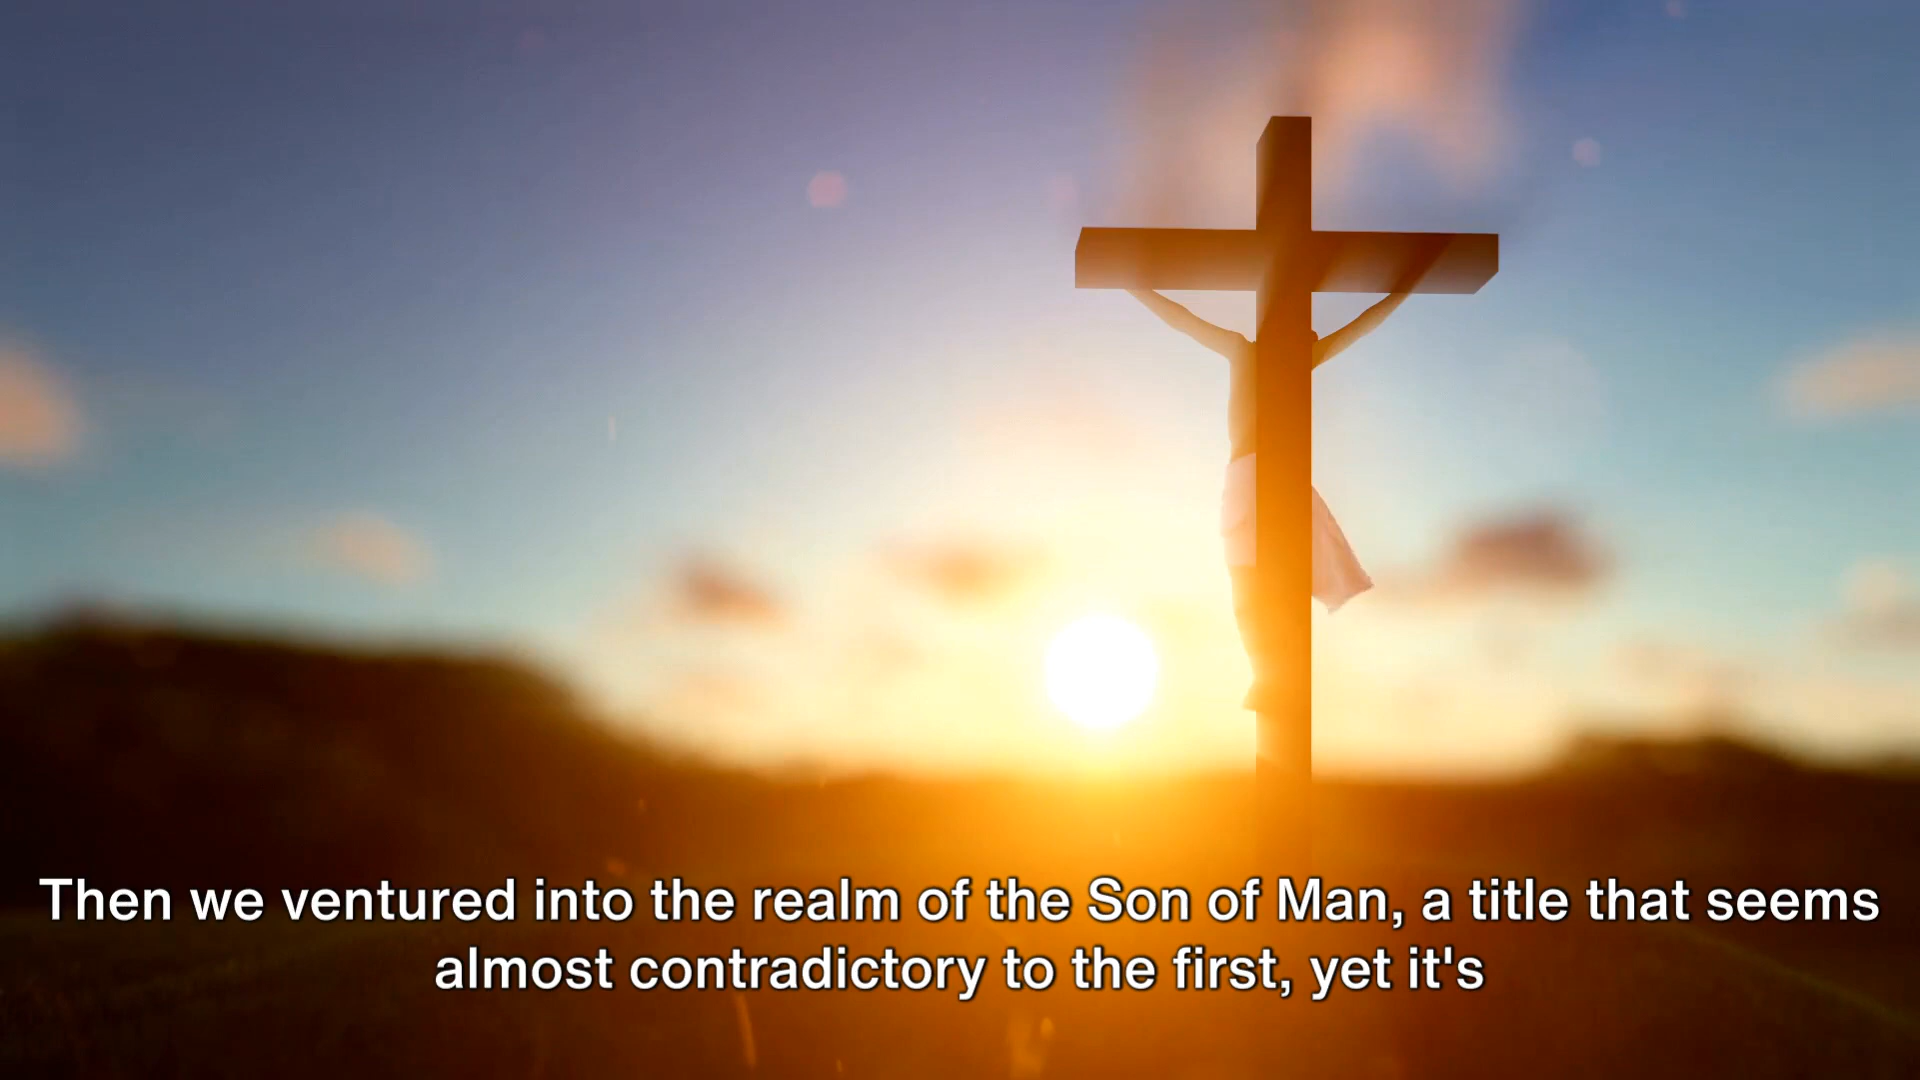 Then we ventured into the realm of the Son of Man, a title that seems
almost contradictory to the first, yet it's